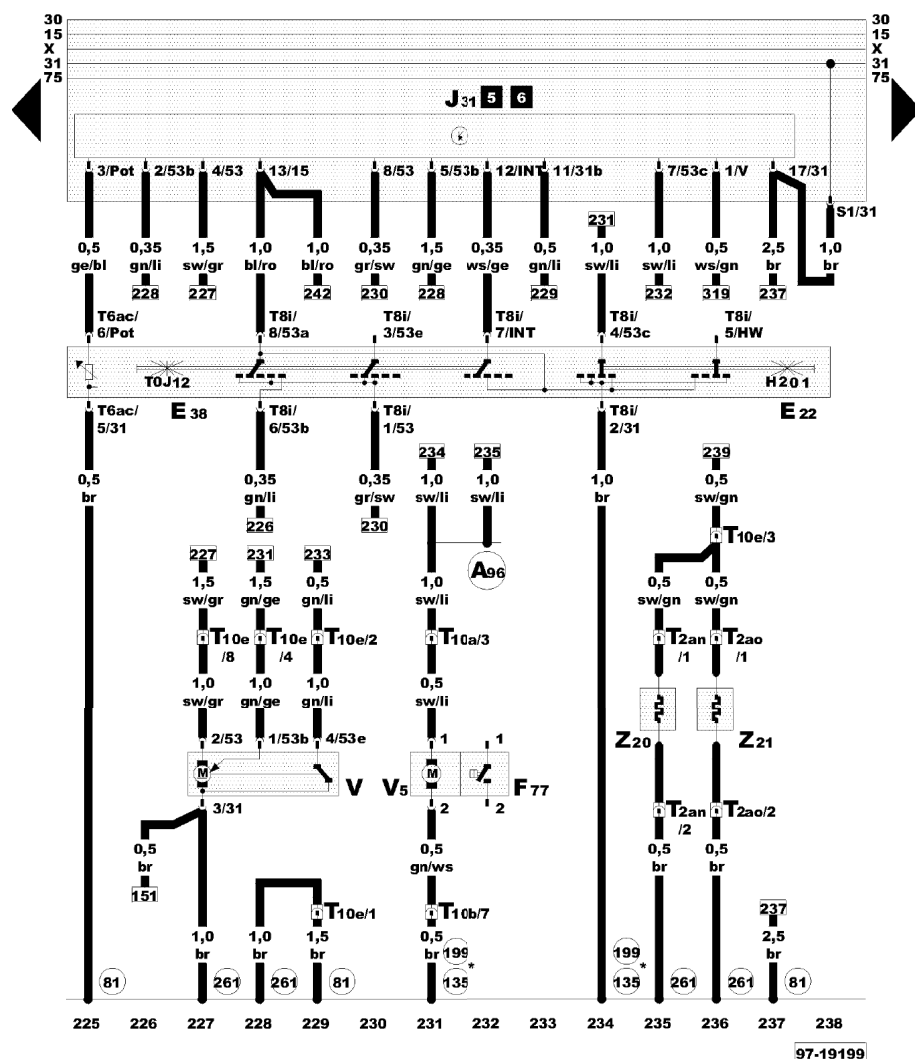 30 30
15 15
X X
31 31
75 75
J31 5 6
3/Pot 2/53b 4/53 13/15 8/53 5/53b 12/INT 11/31b 7/53c 1/V 17/31
S1/31
231
0,5 0,35 1,5 1,0 1,0 0,35 1,5 0,35 0,5 1,0 1,0 0,5 2,5 1,0
ge/bl gn/li sw/gr bl/ro bl/ro gr/sw gn/ge ws/ge gn/li sw/li sw/li ws/gn br br
228 227 242 230 228 229 232 319 237
T6ac/ T8i/ T8i/ T8i/ T8i/ T8i/
6/Pot 8/53a 3/53e 7/INT 4/53c 5/HW
T0J12 H201
E38 E22
T6ac/ T8i/ T8i/ T8i/
5/31 6/53b 1/53 2/31
234 235 239
0,5 0,35 0,35 1,0 1,0 1,0 0,5
br gn/li gr/sw sw/li sw/li br sw/gn
226 230
T10e/3
227 231 233 A96
1,5 1,5 0,5 1,0 0,5 0,5
sw/gr gn/ge gn/li sw/li sw/gn sw/gn
T10e T10e T10e/2 T10a/3 T2an T2ao
/8 /4 /1 /1
1,0 1,0 1,0 0,5
sw/gr gn/ge gn/li sw/li
2/53 1/53b 4/53e 1 1 Z20 Z21
M V V5 M F77
3/31 2 2 T2an T2ao/2
/2
0,5 0,5 0,5 0,5
br gn/ws br br
151 237
T10e/1 T10b/7
1,0 1,0 1,5 0,5 199 199 2,5
br br br br * * br
81 261 261 81 135 135 261 261 81
225 226 227 228 229 230 231 232 233 234 235 236 237 238
97-19199